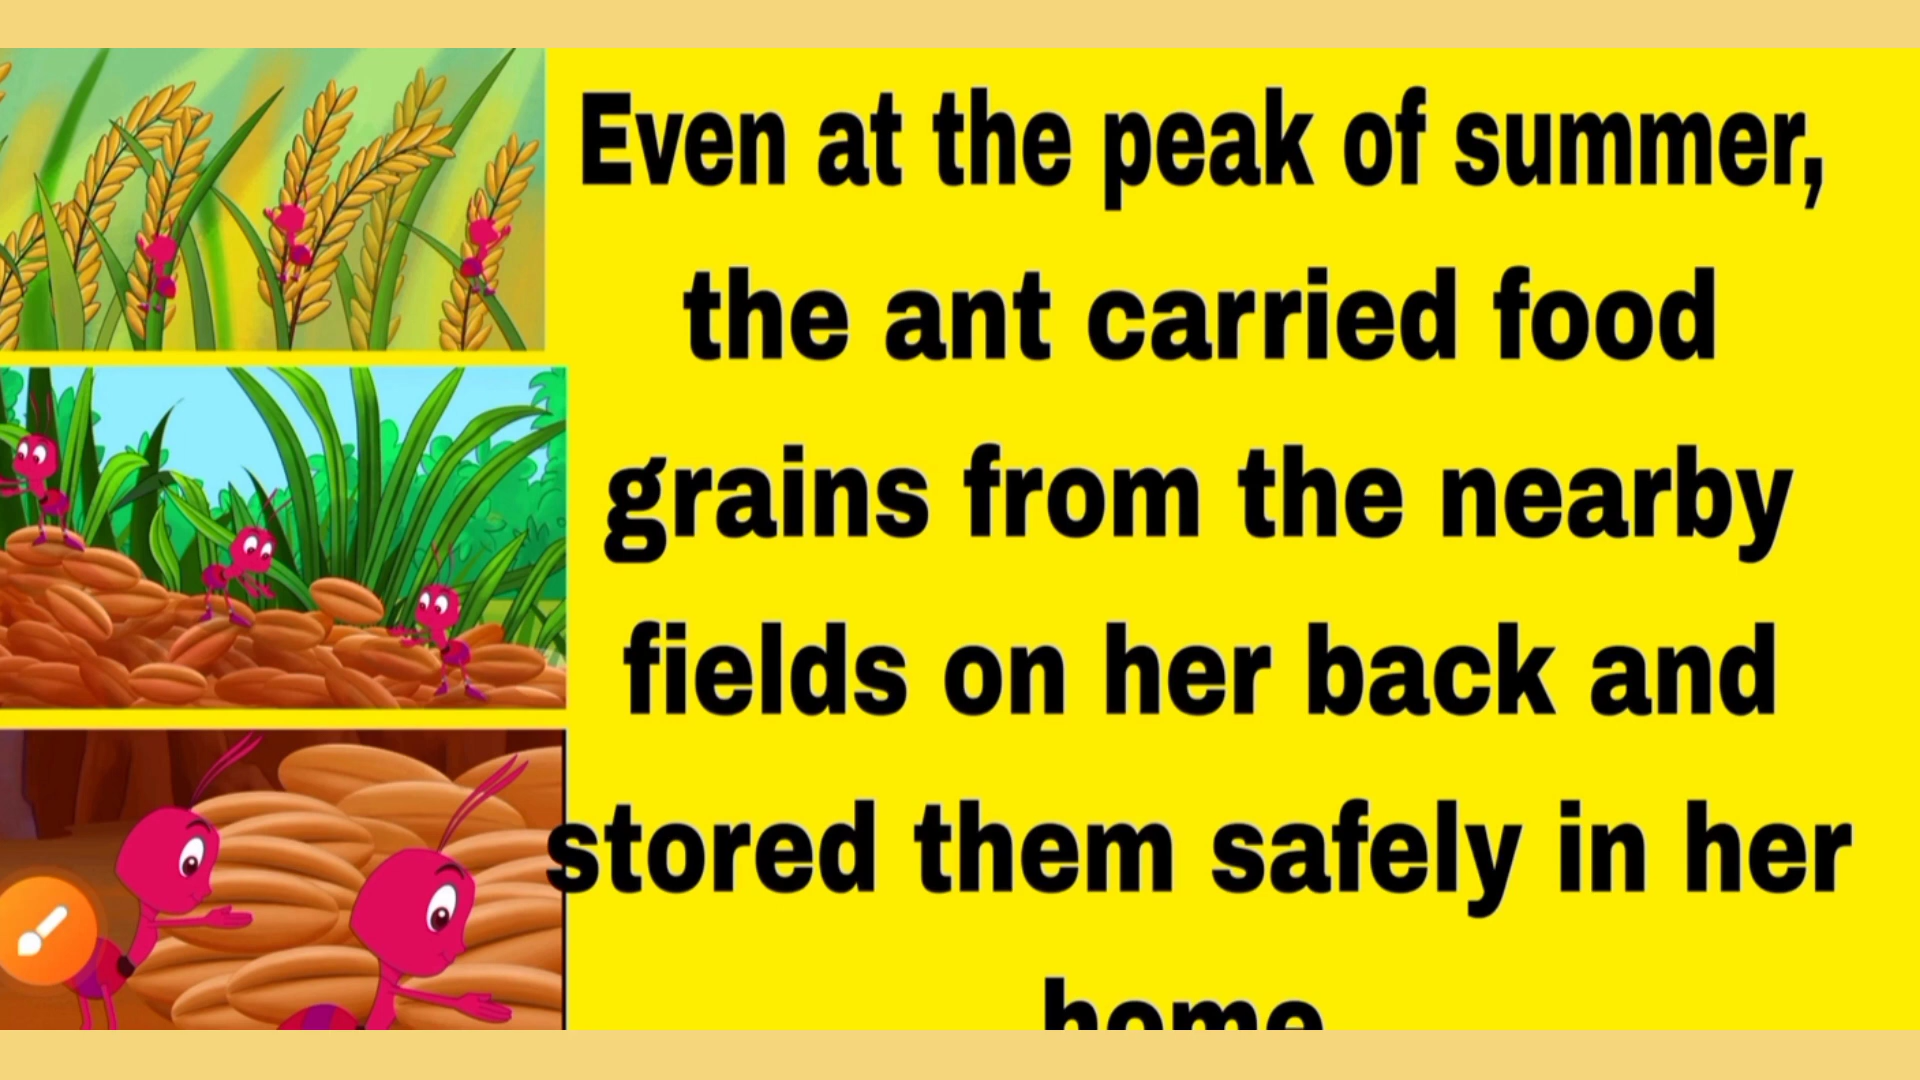 Even at the peak of summer,
the ant carried food
grains from the nearby
fields on her back and
stored them safely in her
home